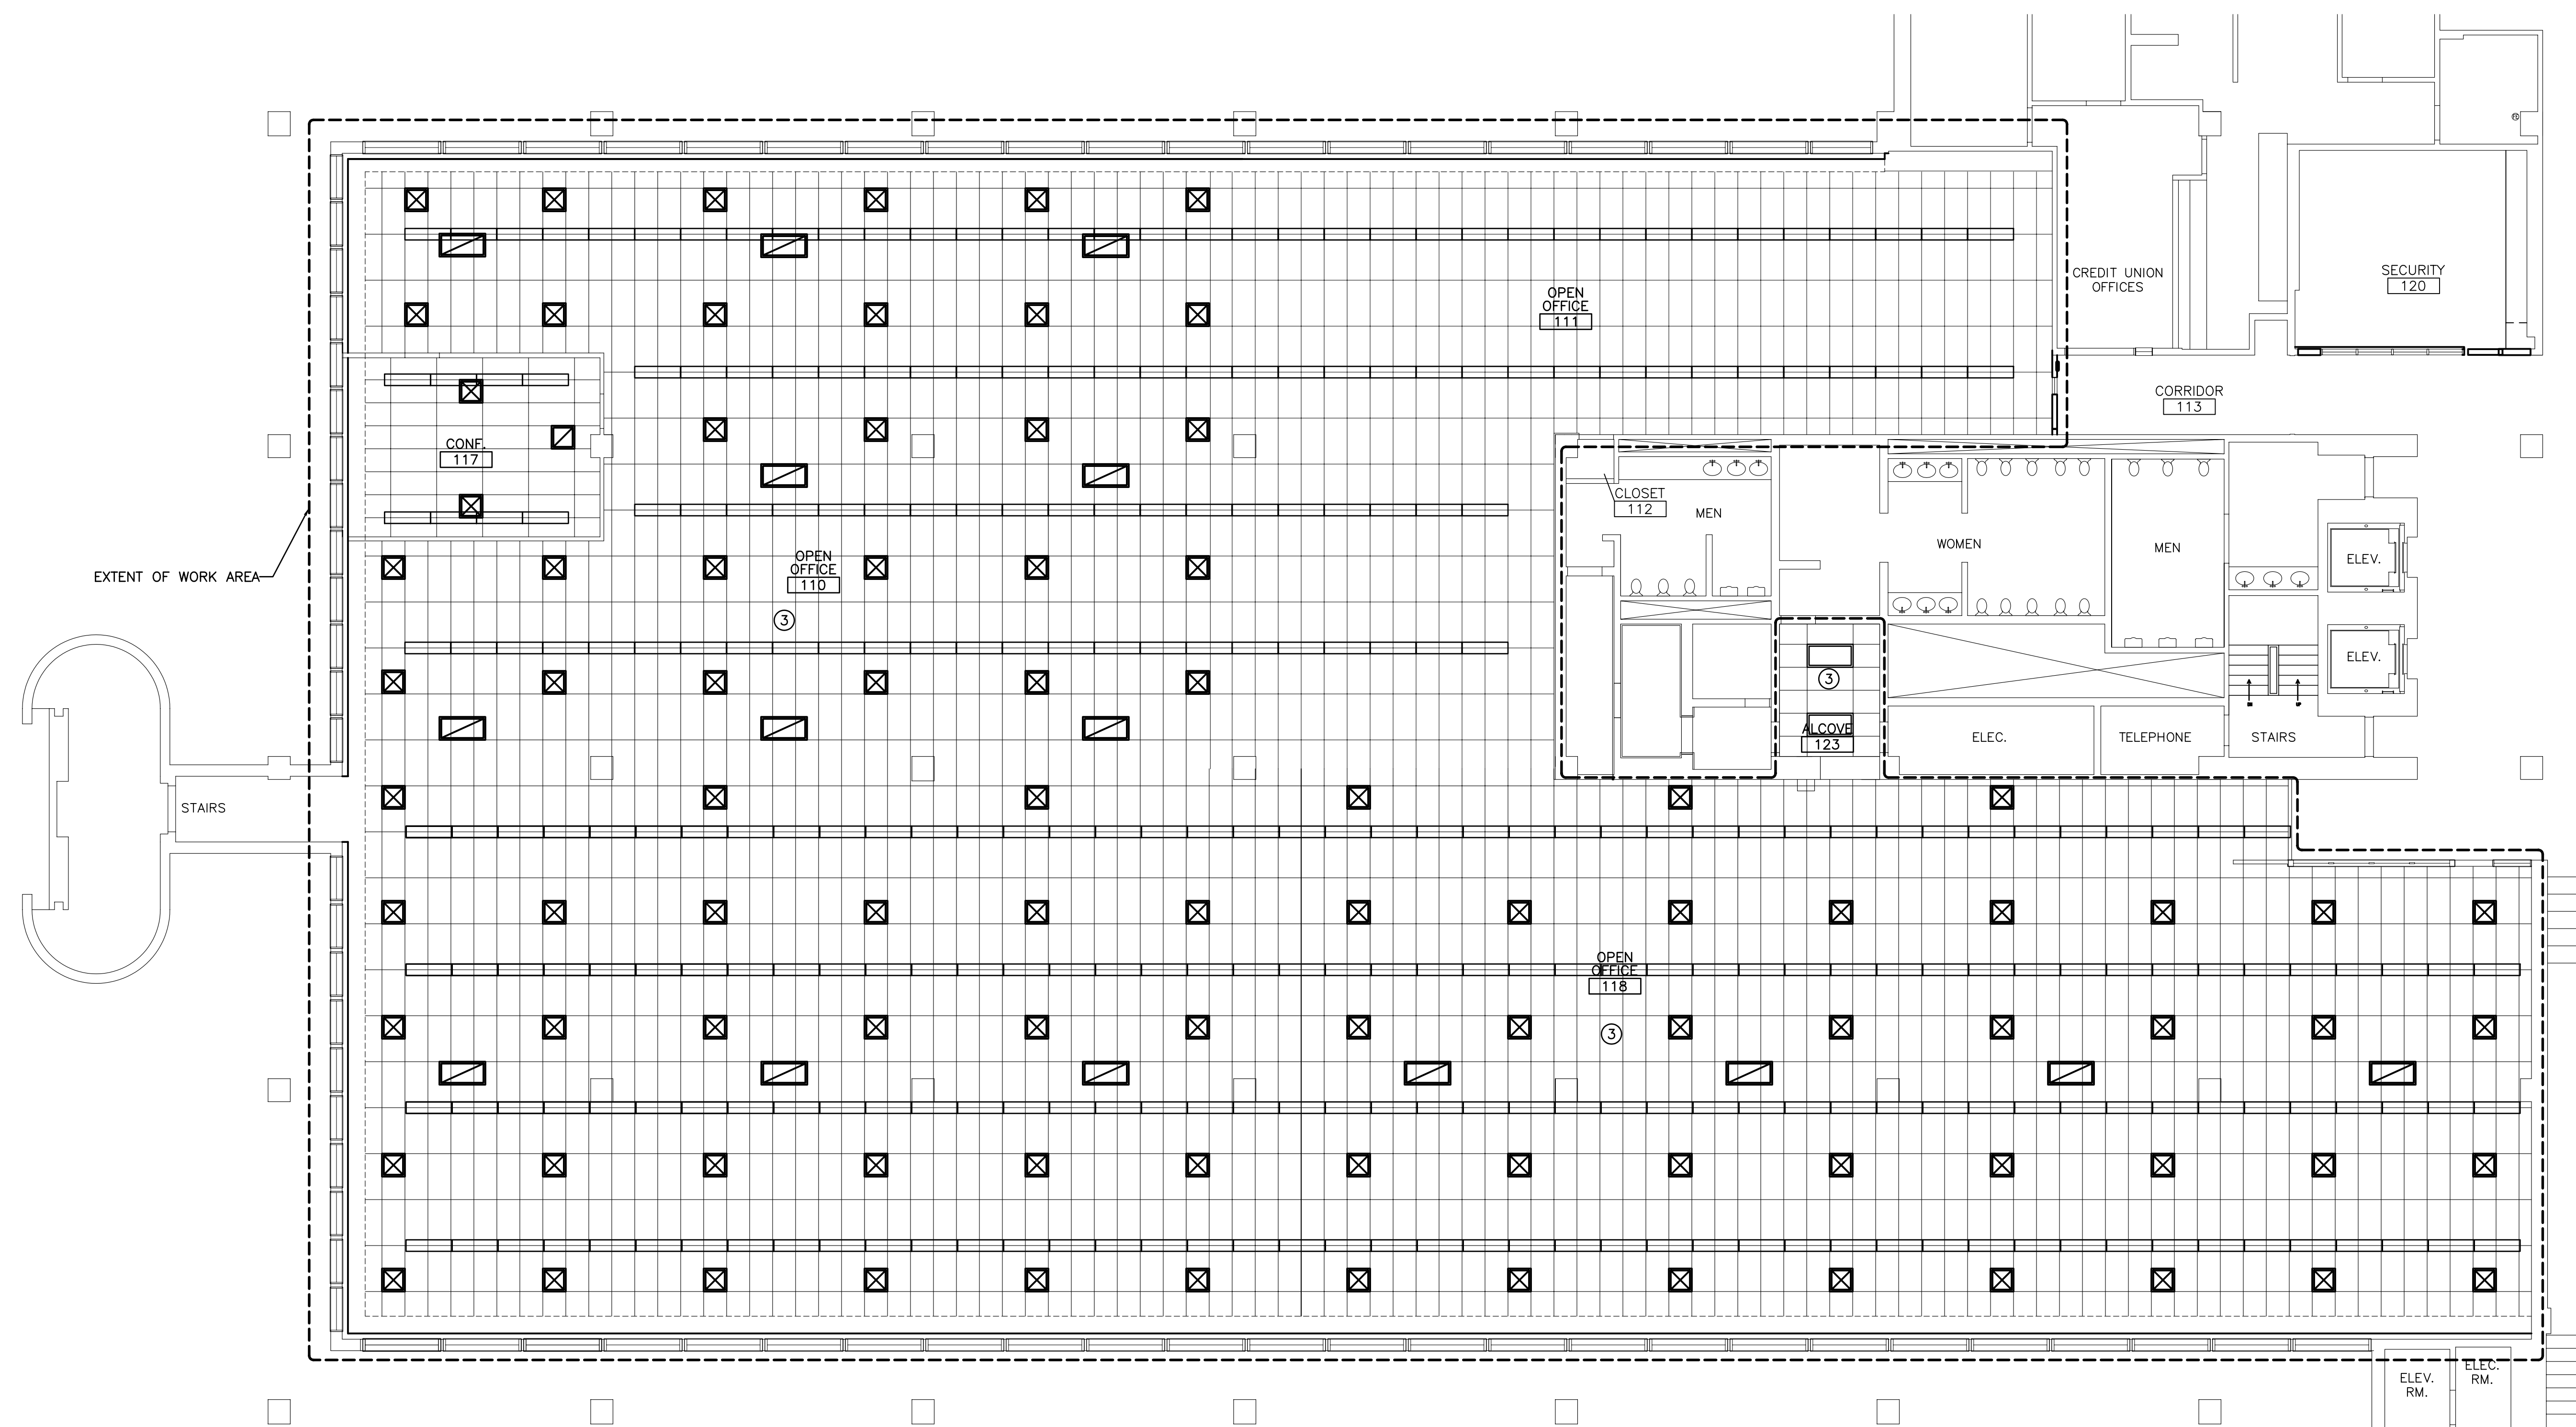 CREDIT UNION
OFFICES
SECURITY
120
OPEN
OFFICE
111
CORRIDOR
113
CONF.
117
CLOSET
112
MEN
WOMEN
MEN
ELEV.
EXTENT OF WORK AREA
OPEN
OFFICE
110
3
ELEV.
3
ALCOVE
123
ELEC.
TELEPHONE
STAIRS
STAIRS
OPEN
OFFICE
118
3
ELEV.
RM.
ELEC.
RM.